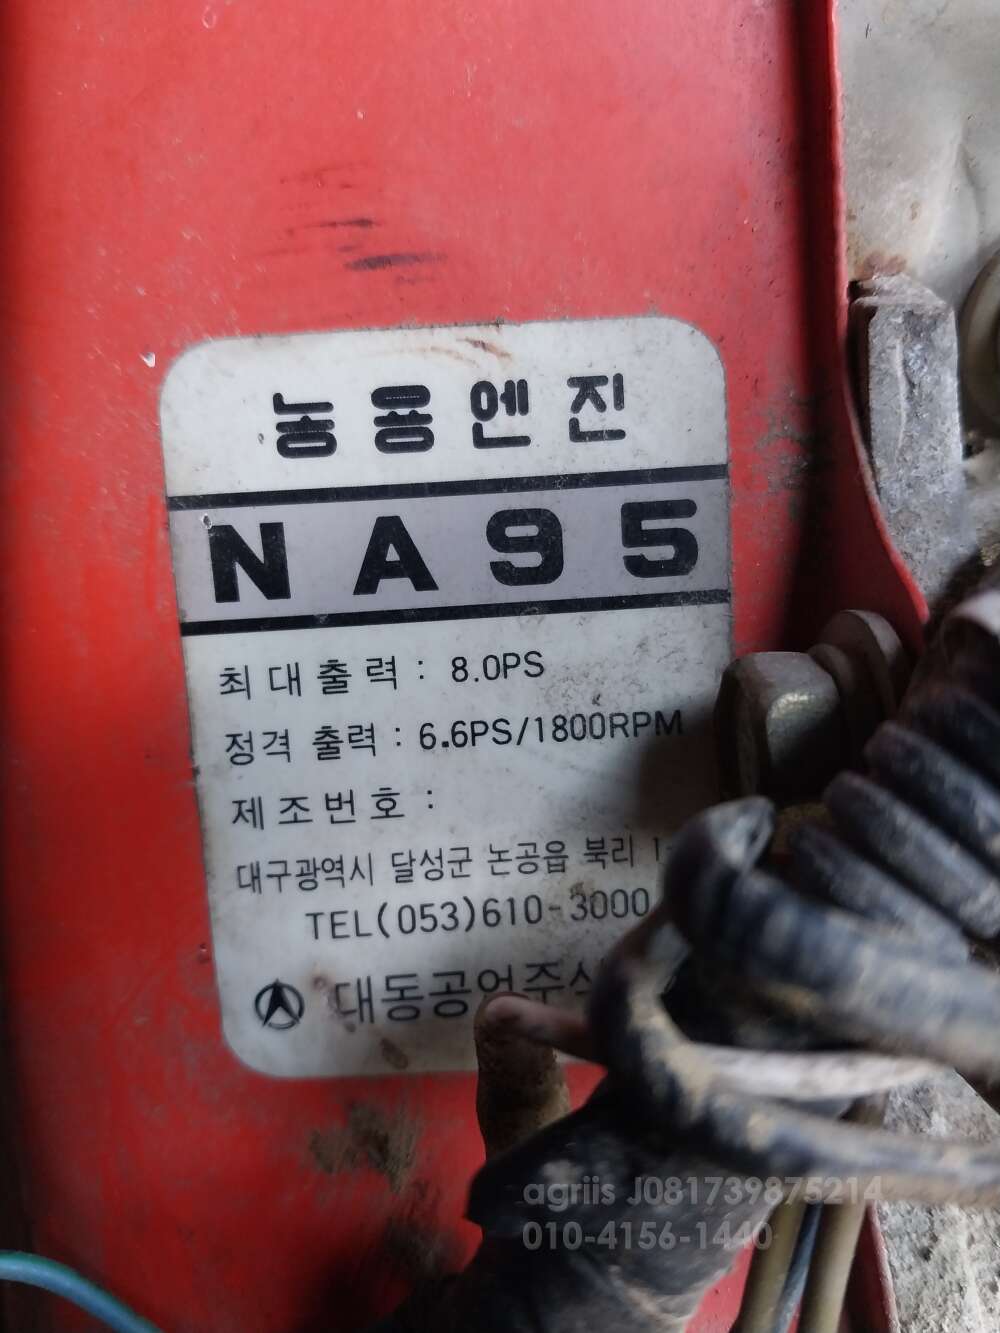 농용엔진
NA95
최대출력 : 8.0PS
정격 출력 : 6.6PS/1800RPM
제조번호 :
대구광역시 달성군 논공읍 북리
TEL(053)610-3000
대동공업주식
agriis J081739875214
010-4156-1440